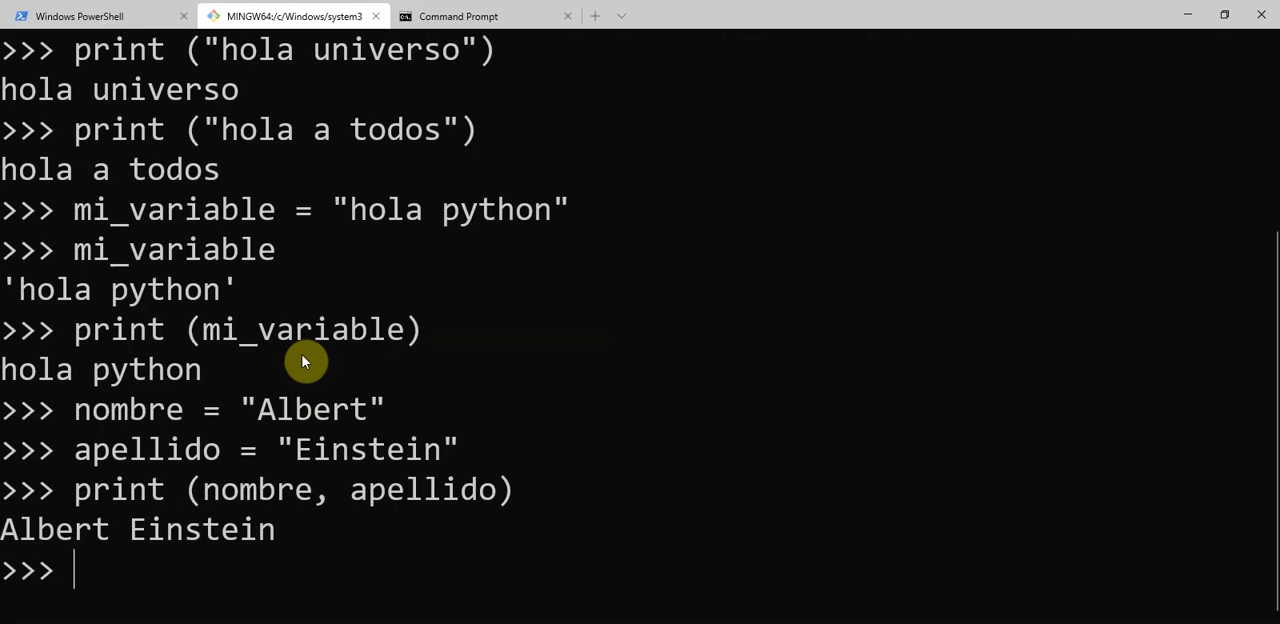 Windows PowerShell
MINGW64:/c/Windows/system3
Command Prompt
>>> print ("hola universo")
hola universo
>>> print ("hola a todos")
hola a todos
>>> mi_variable = "hola python"
>>> mi_variable
'hola python'
>>> print (mi_variable)
hola python
>>> nombre = "Albert"
>>> apellido = "Einstein"
>>> print (nombre, apellido)
Albert Einstein
>>>